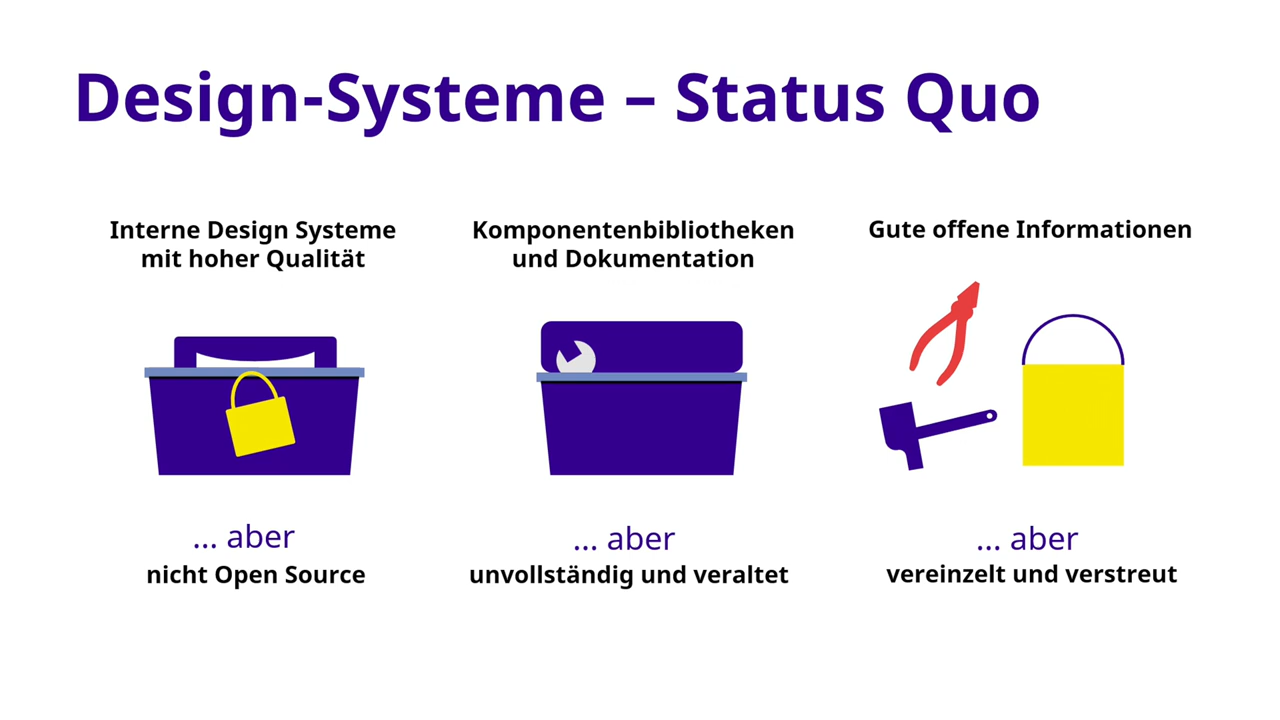 Design-Systeme – Status Quo
Interne Design Systeme
mit hoher Qualität
... aber
nicht Open Source
Komponentenbibliotheken
und Dokumentation
... aber
unvollständig und veraltet
Gute offene Informationen
... aber
vereinzelt und verstreut